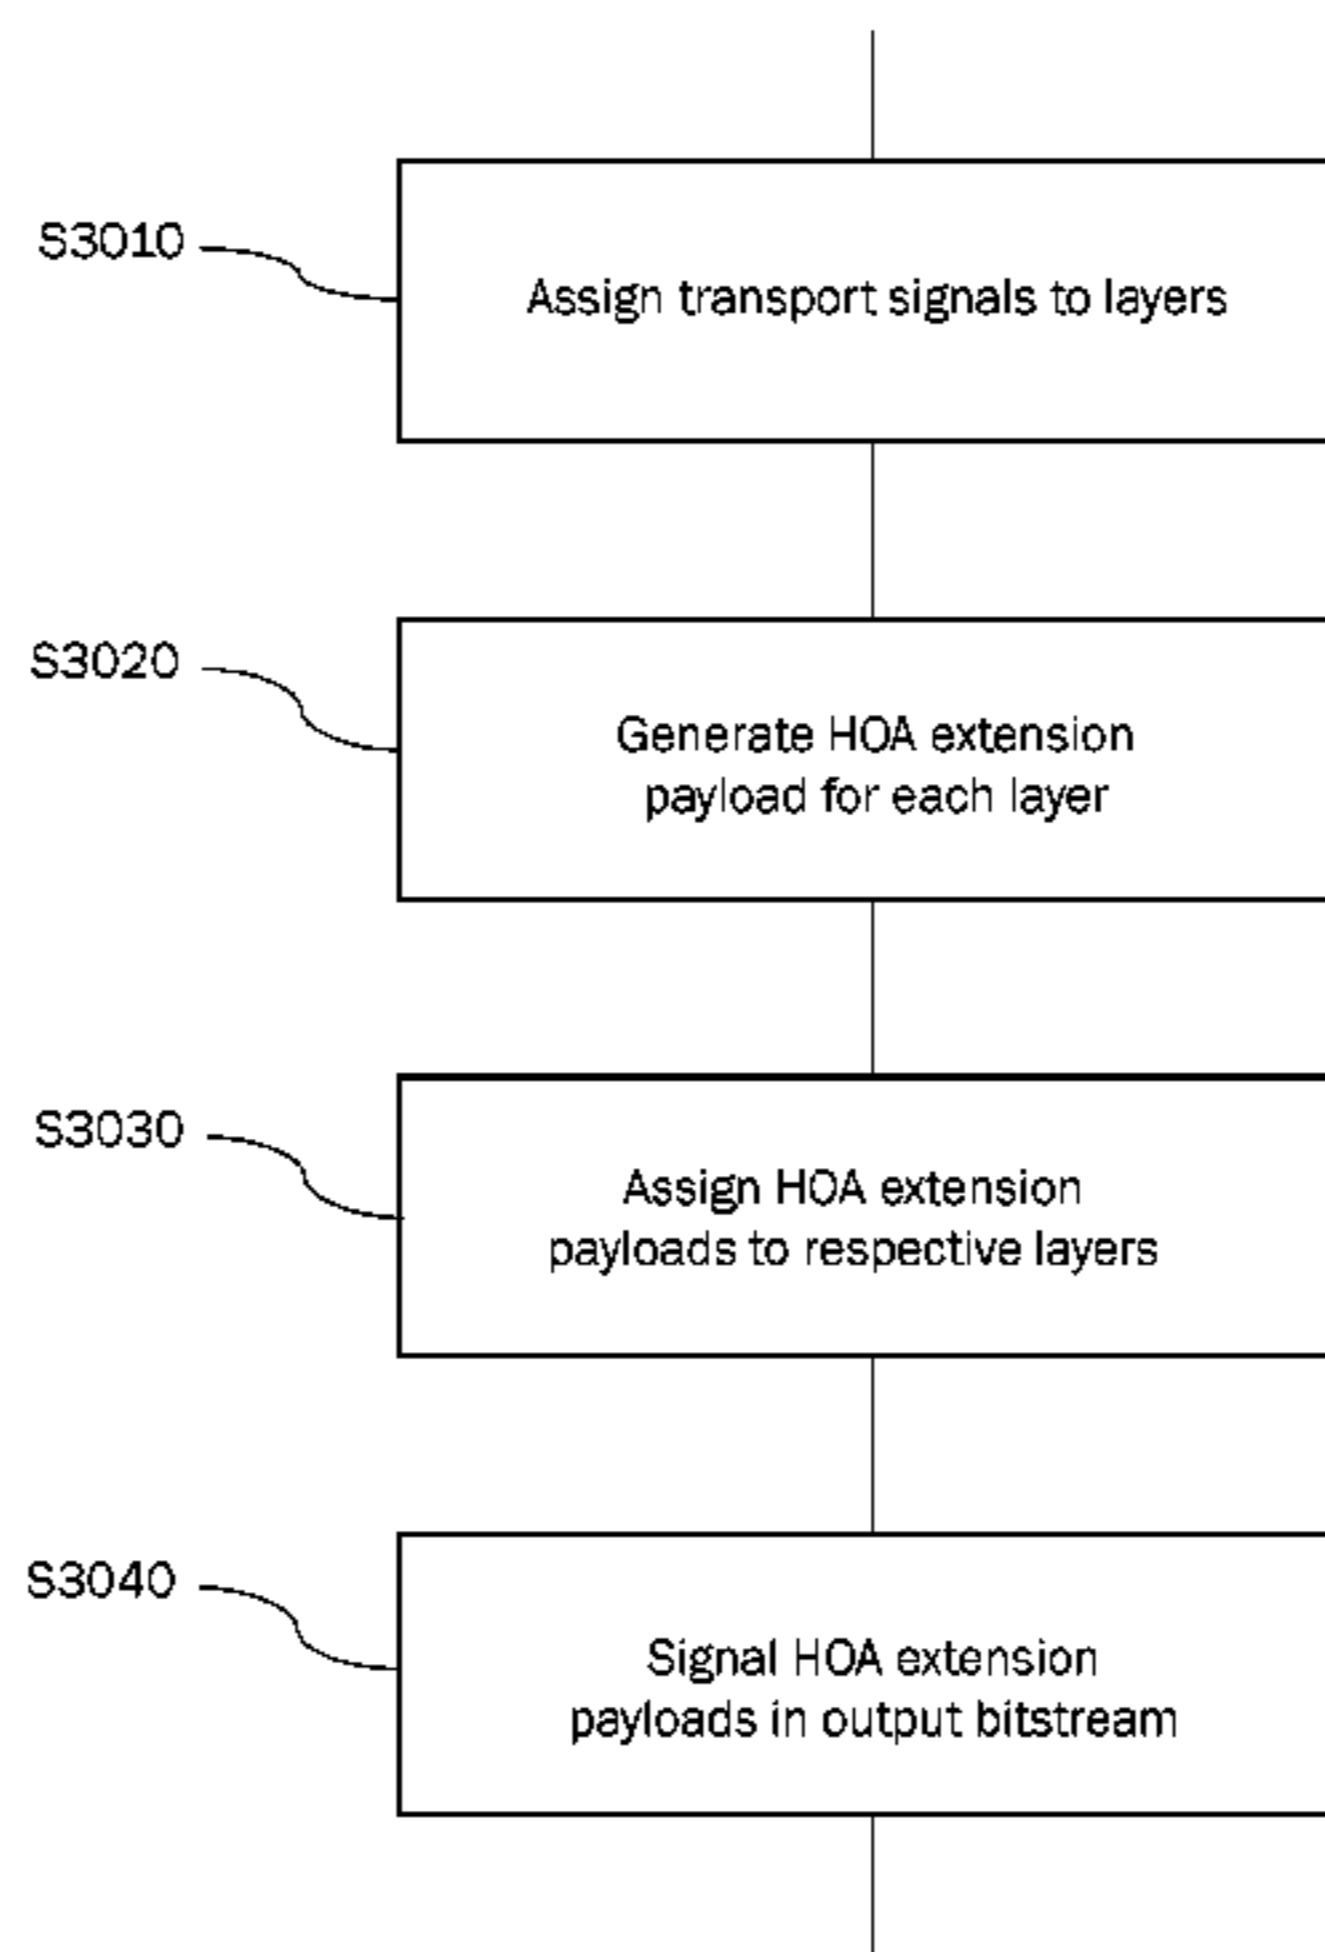 S3010
Assign transport signals to layers
S3020
Generate HOA extension
payload for each layer
S3030
Assign HOA extension
payloads to respective layers
S3040
Signal HOA extension
payloads in output bitstream